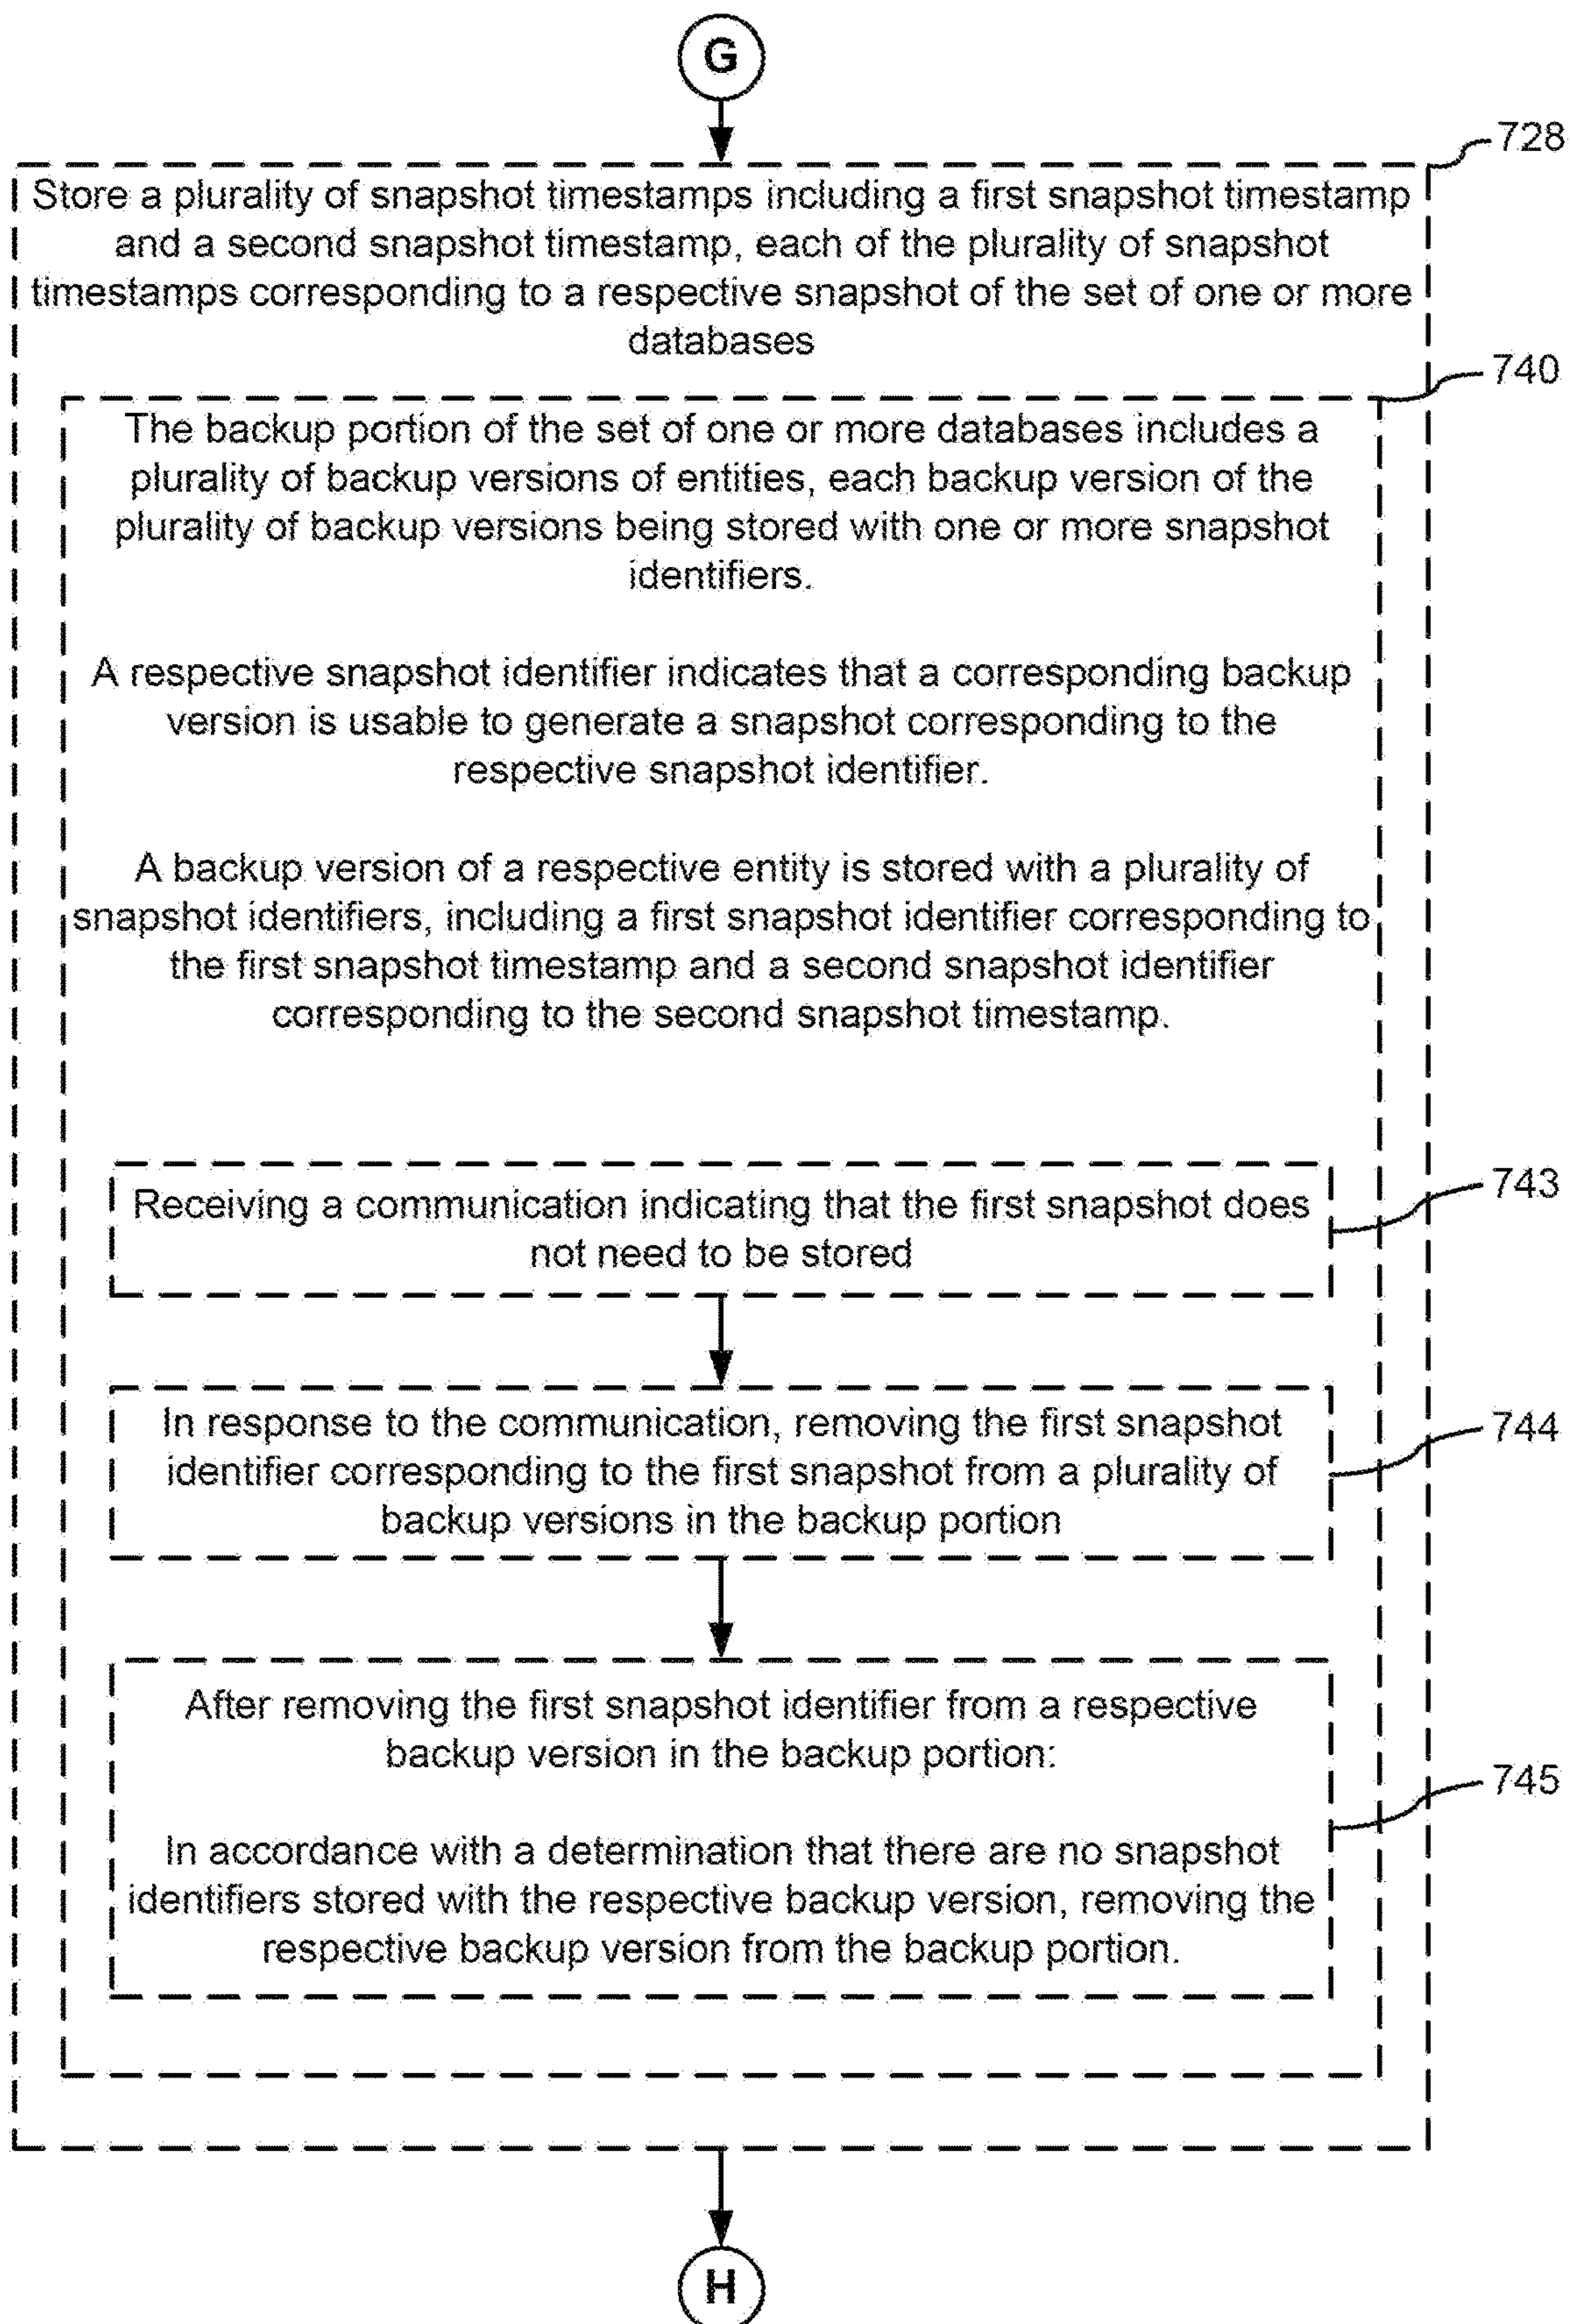 G
728
Store a plurality of snapshot timestamps including a first snapshot timestamp
and a second snapshot timestamp, each of the plurality of snapshot
timestamps corresponding to a respective snapshot of the set of one or more
databases
740
The backup portion of the set of one or more databases includes a
plurality of backup versions of entities, each backup version of the
plurality of backup versions being stored with one or more snapshot
identifiers.
A respective snapshot identifier indicates that a corresponding backup
version is usable to generate a snapshot corresponding to the
respective snapshot identifier.
A backup version of a respective entity is stored with a plurality of
snapshot identifiers, including a first snapshot identifier corresponding to
the first snapshot timestamp and a second snapshot identifier
corresponding to the second snapshot timestamp.
743
Receiving a communication indicating that the first snapshot does
not need to be stored
744
In response to the communication, removing the first snapshot
identifier corresponding to the first snapshot from a plurality of
backup versions in the backup portion
After removing the first snapshot identifier from a respective
backup version in the backup portion:
745
In accordance with a determination that there are no snapshot
identifiers stored with the respective backup version, removing the
respective backup version from the backup portion.
H